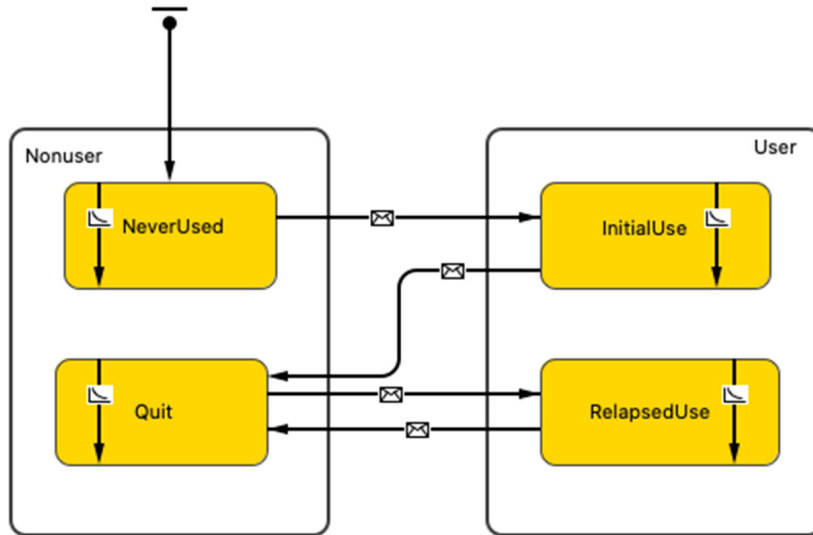 Nonuser
User
NeverUsed
InitialUse
Quit
RelapsedUse